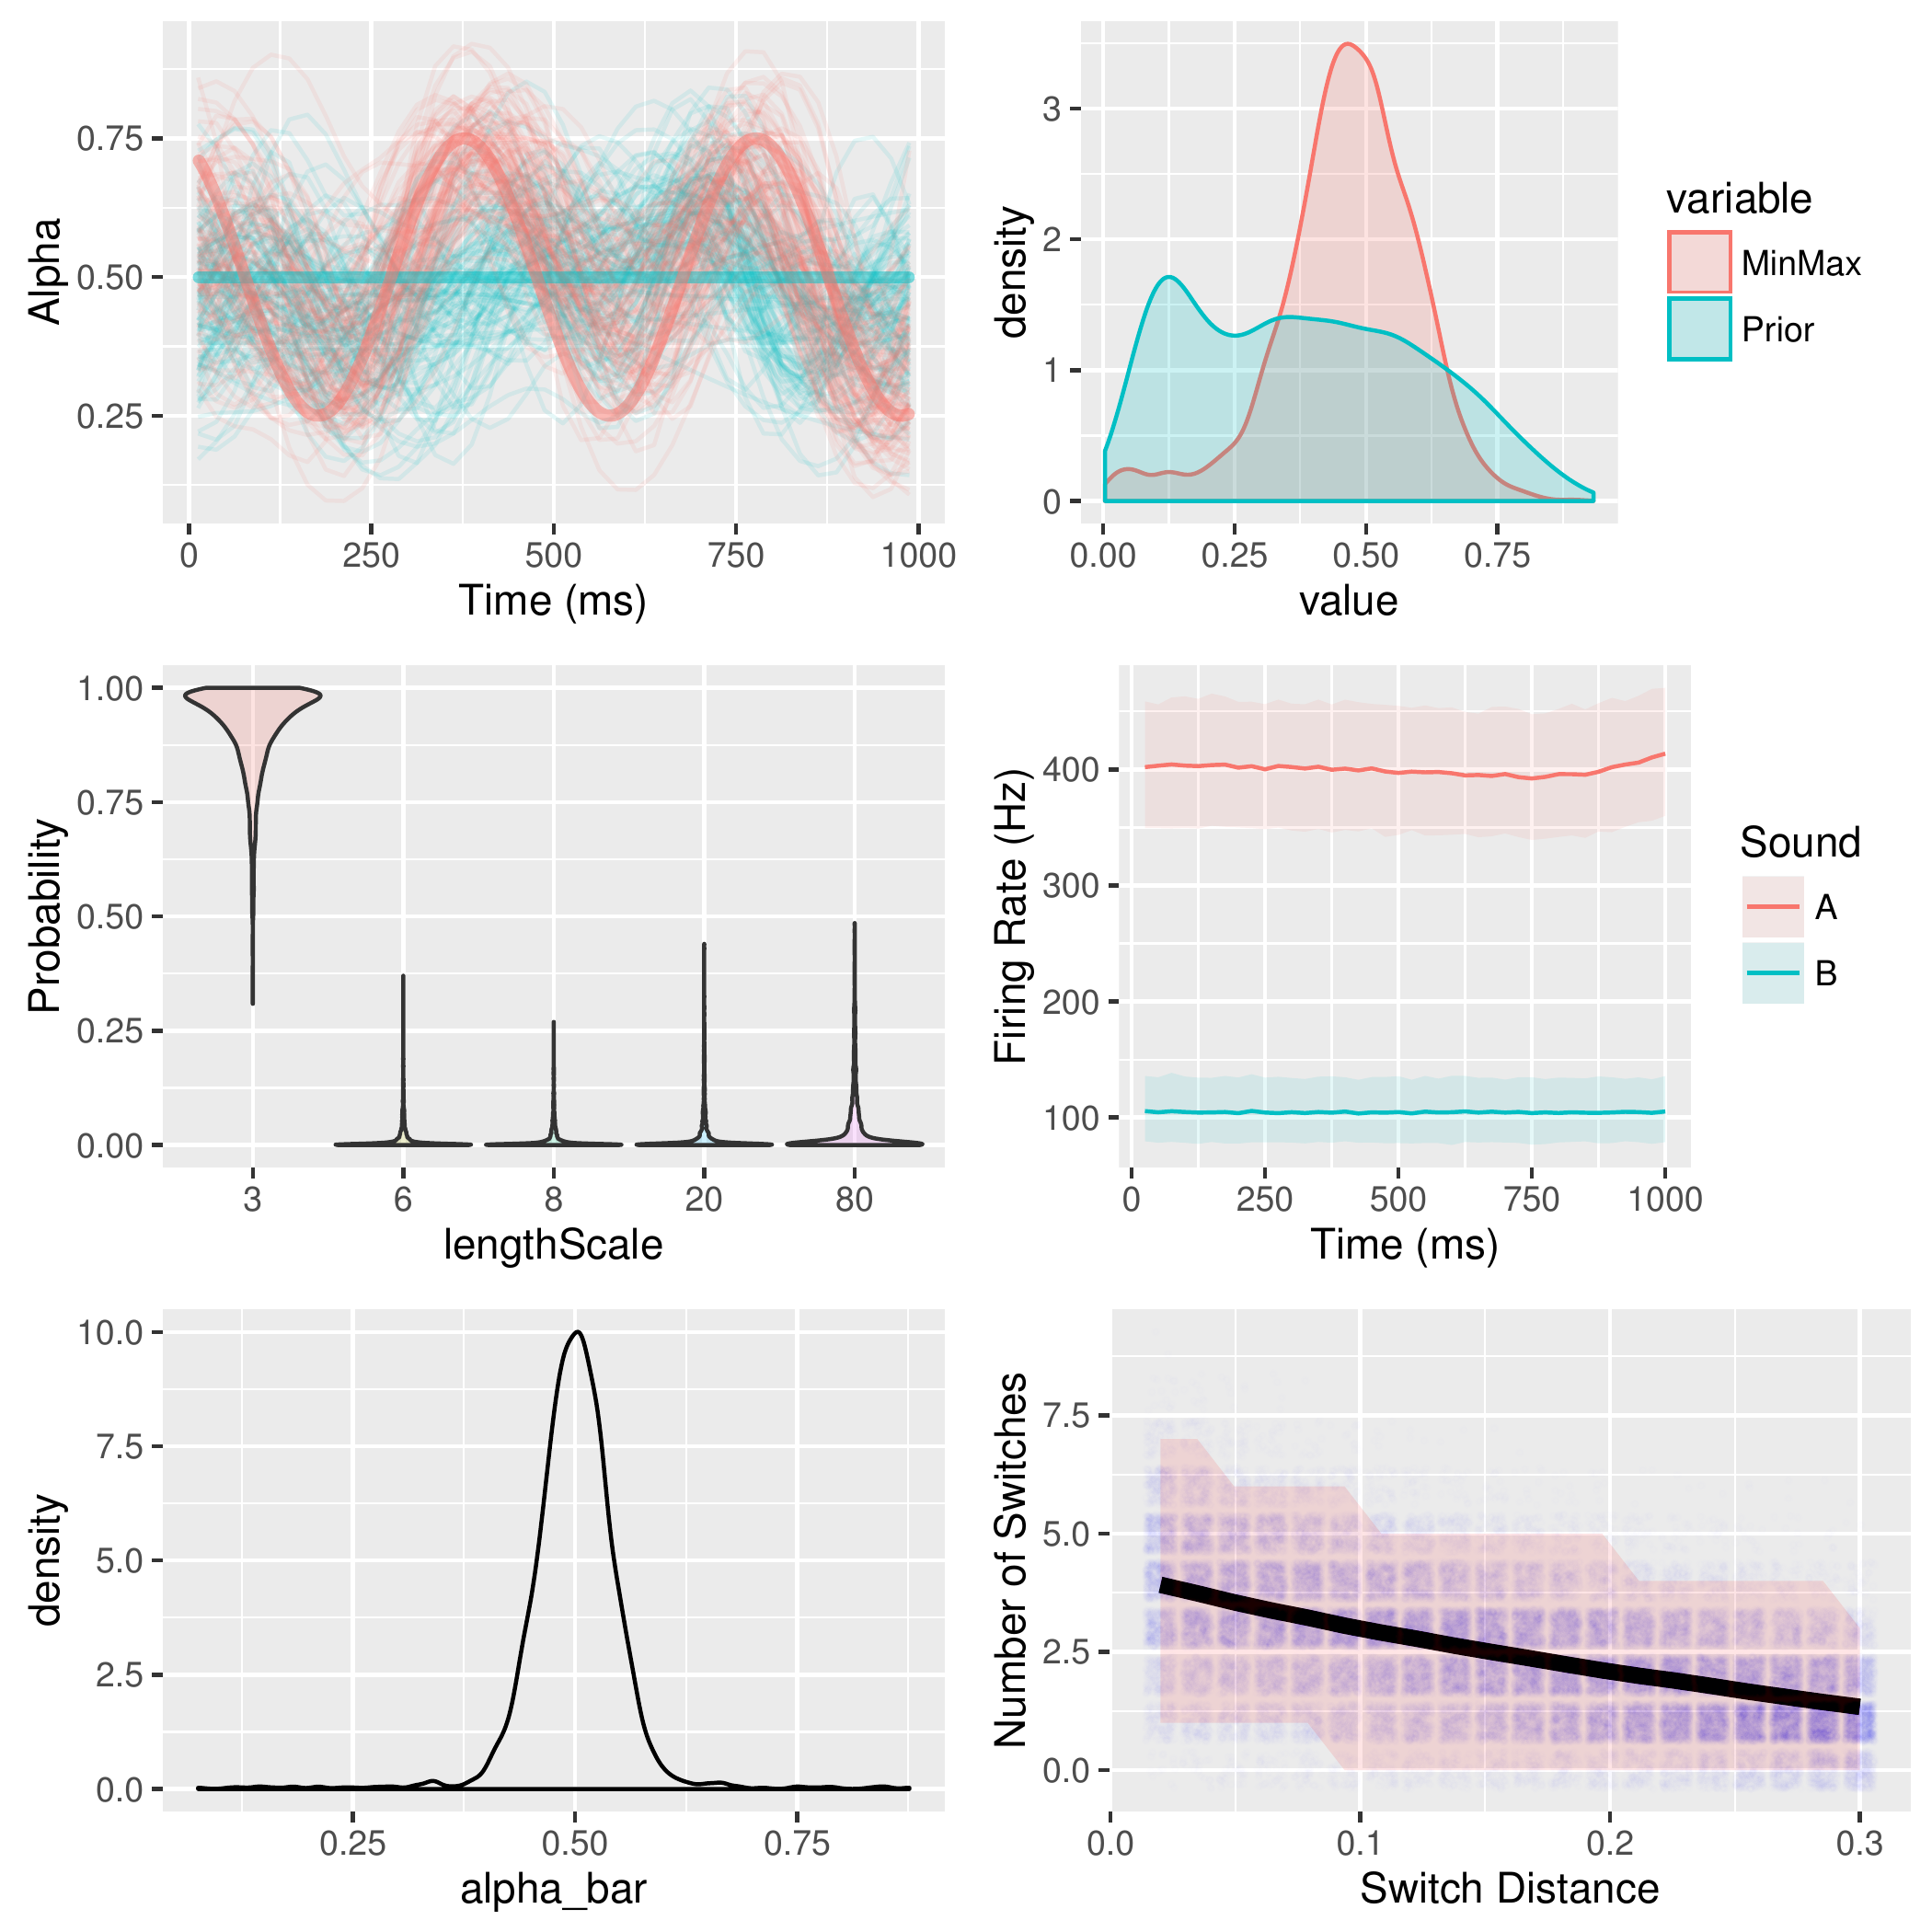 Alpha
0.75
0.50
0.25
0 250 500 750 1000
Time (ms)
density
3
2
1
0
0.00 0.25 0.50 0.75
value
variable
MinMax
Prior
Probability
1.00
0.75
0.50
0.25
0.00
3 6 8 20 80
lengthScale
Firing Rate (Hz)
400
300
200
100
0 250 500 750 1000
Time (ms)
Sound
A
B
density
10.0
7.5
5.0
2.5
0.0
0.25 0.50 0.75
alpha_bar
Number of Switches
7.5
5.0
2.5
0.0
0.0 0.1 0.2 0.3
Switch Distance